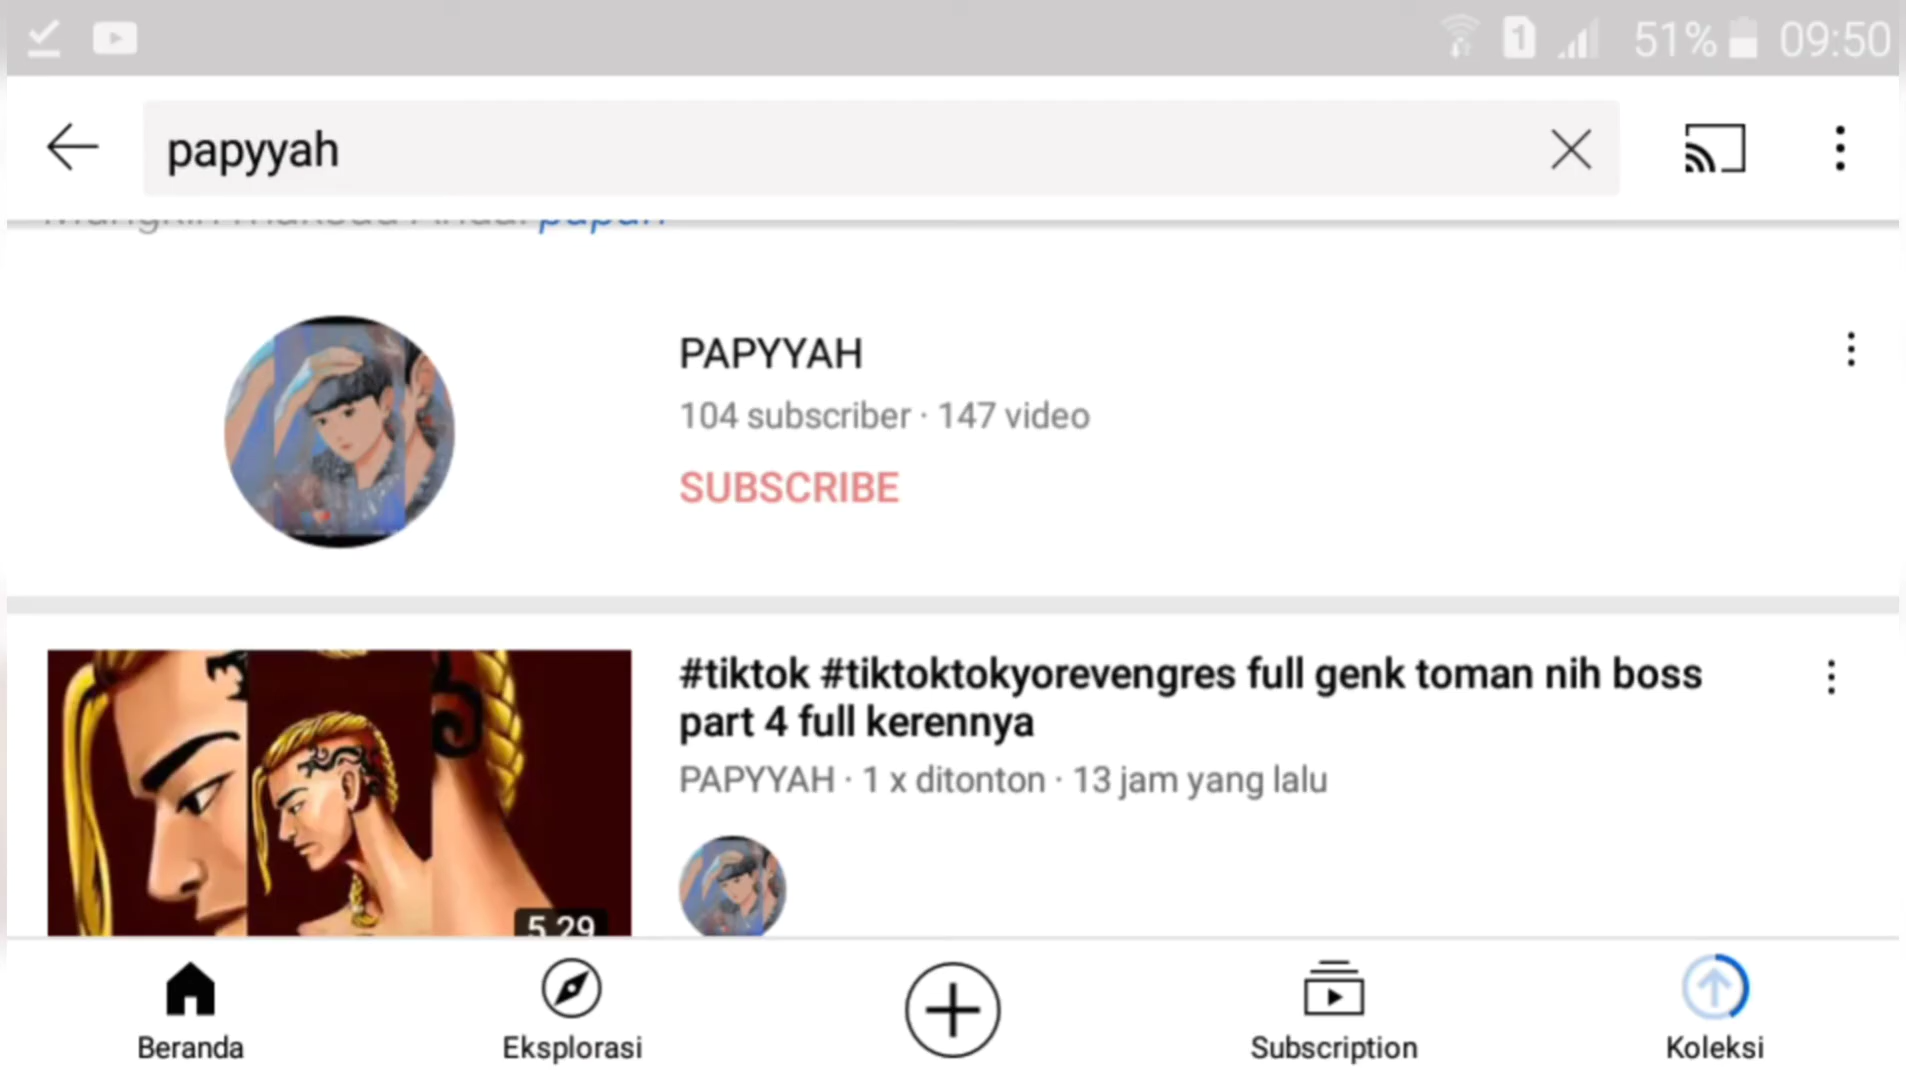 1 51% 09:50
papyyah
PAPYYAH
104 subscriber · 147 video
SUBSCRIBE
#tiktok #tiktoktokyorevengres full genk toman nih boss
part 4 full kerennya
PAPYYAH · 1 x ditonton · 13 jam yang lalu
5.29
Beranda
Eksplorasi
Subscription
Koleksi